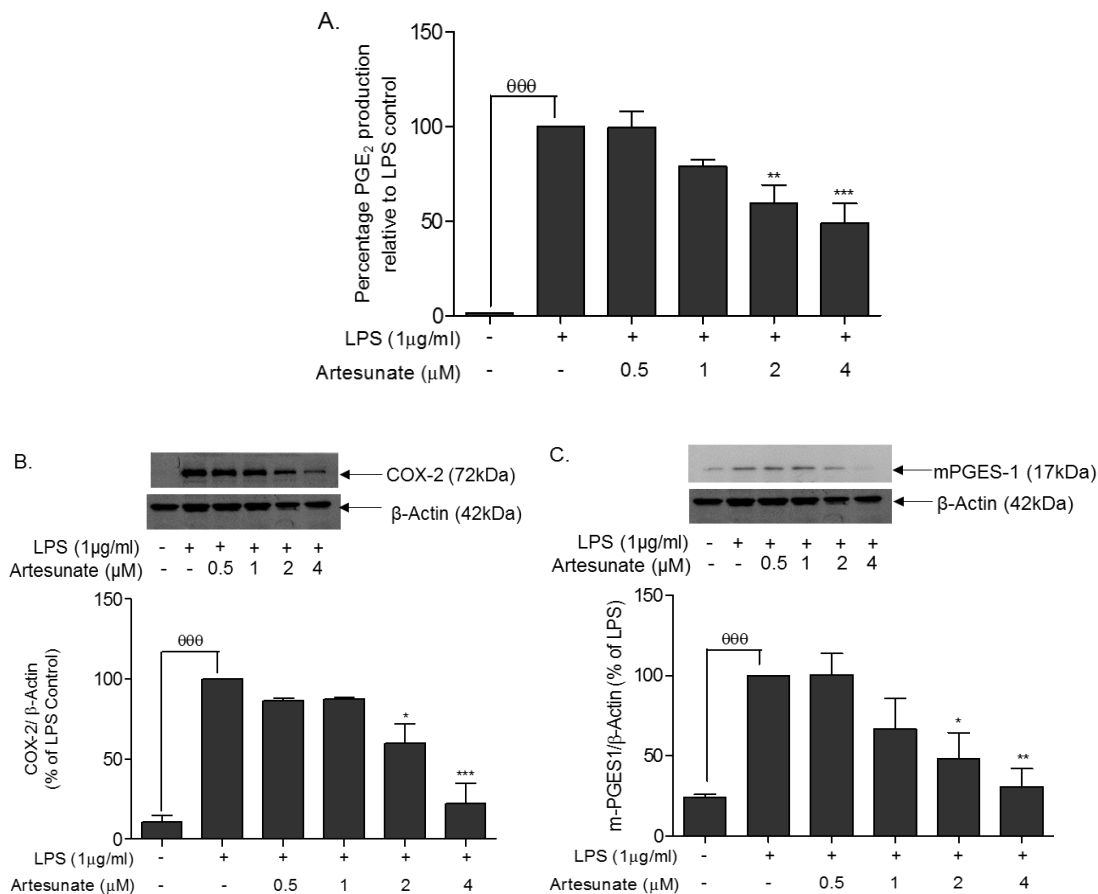 A.
150
100
50
0
Percentage PGE₂ production
relative to LPS control
θθθ
**
***
LPS (1μg/ml) - + + + + +
Artesunate (μM) - - 0.5 1 2 4
B.
COX-2 (72kDa)
β-Actin (42kDa)
LPS (1μg/ml) - + + + + +
Artesunate (μM) - - 0.5 1 2 4
150
100
50
0
COX-2/ β-Actin
(% of LPS Control)
θθθ
*
***
LPS (1μg/ml) - + + + + +
Artesunate (μM) - - 0.5 1 2 4
C.
mPGES-1 (17kDa)
β-Actin (42kDa)
LPS (1μg/ml) - + + + + +
Artesunate (μM) - - 0.5 1 2 4
150
100
50
0
m-PGES1/β-Actin (% of LPS)
θθθ
*
**
LPS (1μg/ml) - + + + + +
Artesunate (μM) - - 0.5 1 2 4